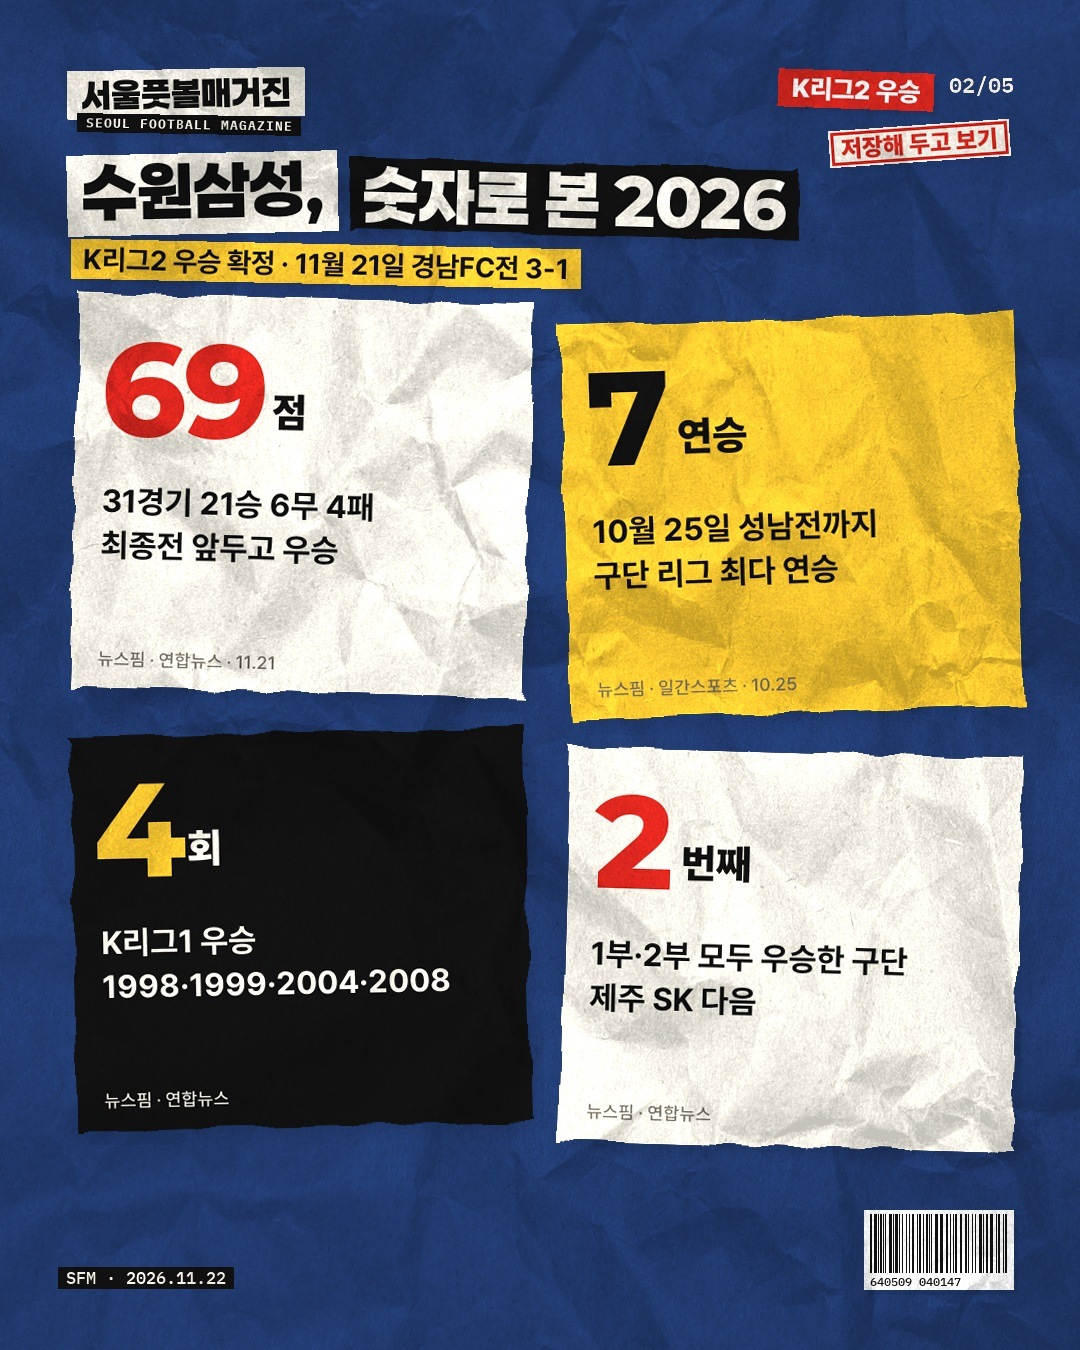 서울풋볼매거진
SEOUL FOOTBALL MAGAZINE
K리그2 우승
02/05
저장해 두고 보기
수원삼성, 숫자로 본 2026
K리그2 우승 확정 · 11월 21일 경남FC전 3-1
69점
31경기 21승 6무 4패
최종전 앞두고 우승
뉴스핌 · 연합뉴스 · 11.21
7 연승
10월 25일 성남전까지
구단 리그 최다 연승
뉴스핌 · 일간스포츠 · 10.25
4회
K리그1 우승
1998·1999·2004·2008
뉴스핌 · 연합뉴스
2 번째
1부·2부 모두 우승한 구단
제주 SK 다음
뉴스핌 · 연합뉴스
SFM · 2026.11.22
640509 040147